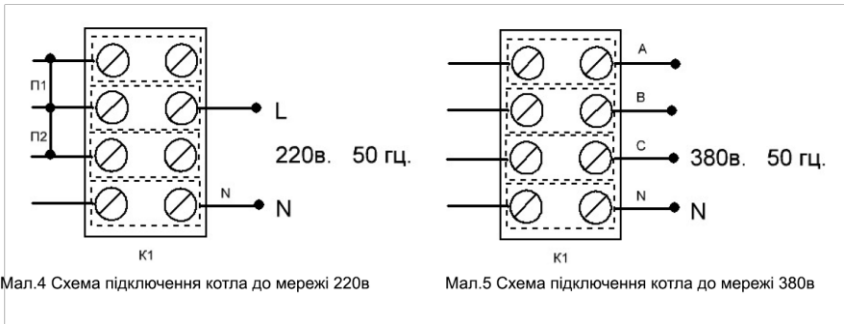 П1
П2
L
220в. 50 гц.
N
N
К1
Мал.4 Схема підключення котла до мережі 220в
A
B
C
380в. 50 гц.
N
N
К1
Мал.5 Схема підключення котла до мережі 380в